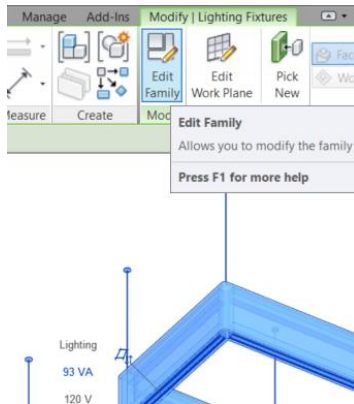 Manage Add-Ins Modify | Lighting Fixtures
Edit Family
Edit Work Plane
Pick New
Measure Create
Edit Family
Allows you to modify the family
Press F1 for more help
Lighting
93 VA
120 V